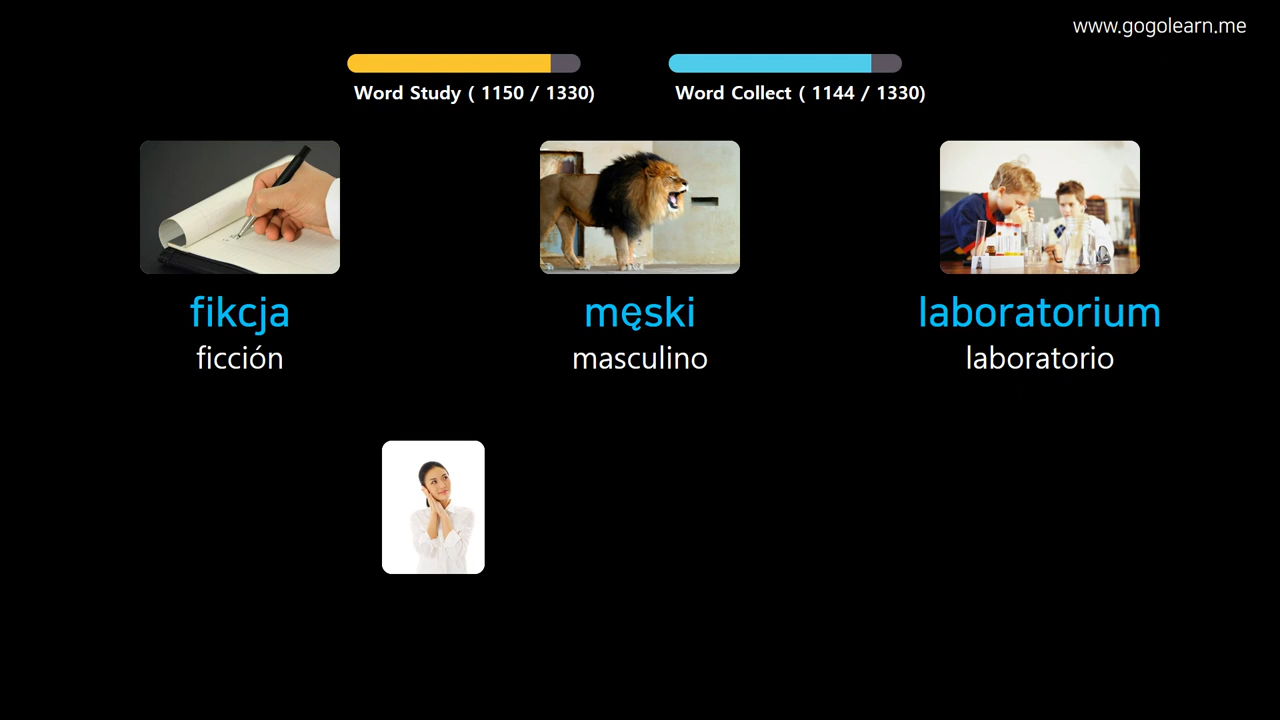 www.gogolearn.me
Word Study ( 1150 / 1330)
Word Collect ( 1144 / 1330)
fikcja
ficción
męski
masculino
laboratorium
laboratorio